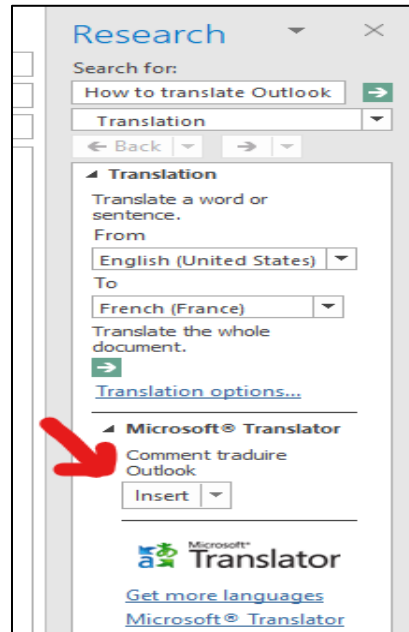 Research
Search for:
How to translate Outlook
Translation
Back
Translation
Translate a word or
sentence.
From
English (United States)
To
French (France)
Translate the whole
document.
Translation options...
Microsoft® Translator
Comment traduire
Outlook
Insert
Microsoft®
Translator
Get more languages
Microsoft® Translator